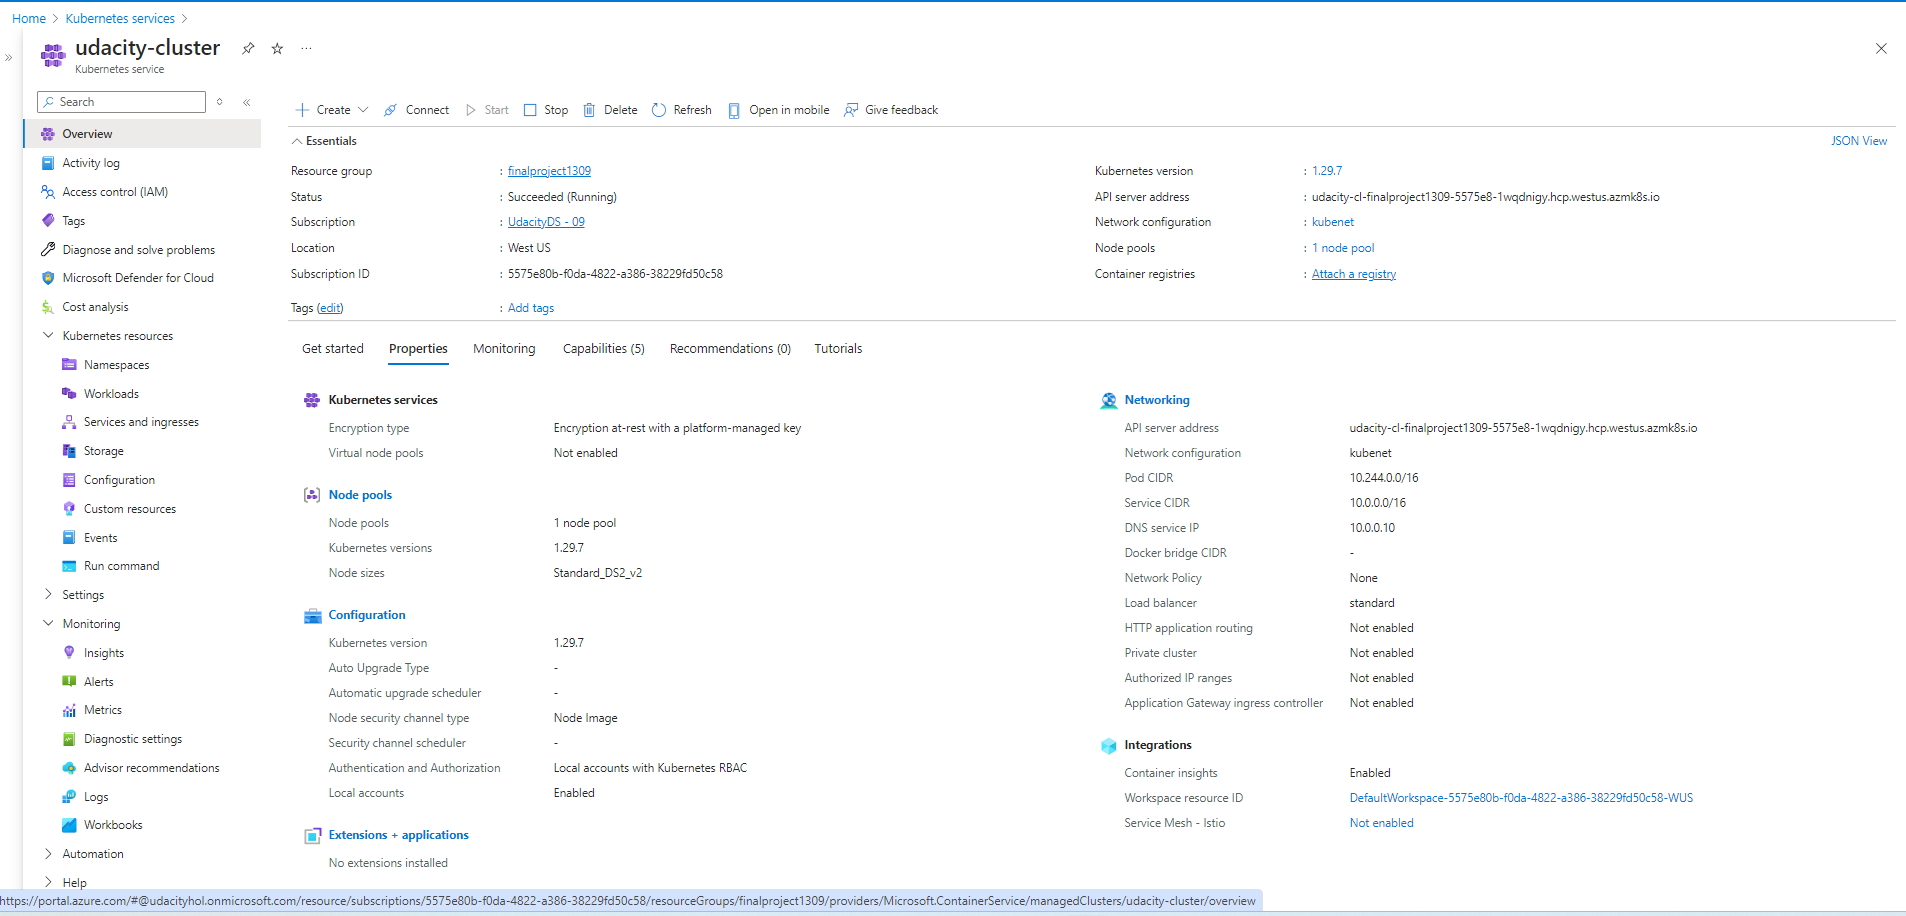 Home > Kubernetes services >
udacity-cluster
Kubernetes service
Search
Overview
Activity log
Access control (IAM)
Tags
Diagnose and solve problems
Microsoft Defender for Cloud
Cost analysis
Kubernetes resources
Namespaces
Workloads
Services and ingresses
Storage
Configuration
Custom resources
Events
Run command
Settings
Monitoring
Insights
Alerts
Metrics
Diagnostic settings
Advisor recommendations
Logs
Workbooks
Automation
Help
Create Connect Start Stop Delete Refresh Open in mobile Give feedback
Essentials
JSON View
Resource group : finalproject1309
Status : Succeeded (Running)
Subscription : UdacityDS - 09
Location : West US
Subscription ID : 5575e80b-f0da-4822-a386-38229fd50c58
Tags (edit) : Add tags
Kubernetes version : 1.29.7
API server address : udacity-cl-finalproject1309-5575e8-1wqdnigy.hcp.westus.azmk8s.io
Network configuration : kubenet
Node pools : 1 node pool
Container registries : Attach a registry
Get started Properties Monitoring Capabilities (5) Recommendations (0) Tutorials
Kubernetes services
Encryption type Encryption at-rest with a platform-managed key
Virtual node pools Not enabled
Node pools
Node pools 1 node pool
Kubernetes versions 1.29.7
Node sizes Standard_DS2_v2
Configuration
Kubernetes version 1.29.7
Auto Upgrade Type -
Automatic upgrade scheduler -
Node security channel type Node Image
Security channel scheduler -
Authentication and Authorization Local accounts with Kubernetes RBAC
Local accounts Enabled
Extensions + applications
No extensions installed
Networking
API server address udacity-cl-finalproject1309-5575e8-1wqdnigy.hcp.westus.azmk8s.io
Network configuration kubenet
Pod CIDR 10.244.0.0/16
Service CIDR 10.0.0.0/16
DNS service IP 10.0.0.10
Docker bridge CIDR -
Network Policy None
Load balancer standard
HTTP application routing Not enabled
Private cluster Not enabled
Authorized IP ranges Not enabled
Application Gateway ingress controller Not enabled
Integrations
Container insights Enabled
Workspace resource ID DefaultWorkspace-5575e80b-f0da-4822-a386-38229fd50c58-WUS
Service Mesh - Istio Not enabled
https://portal.azure.com/#@udacityhol.onmicrosoft.com/resource/subscriptions/5575e80b-f0da-4822-a386-38229fd50c58/resourceGroups/finalproject1309/providers/Microsoft.ContainerService/managedClusters/udacity-cluster/overview